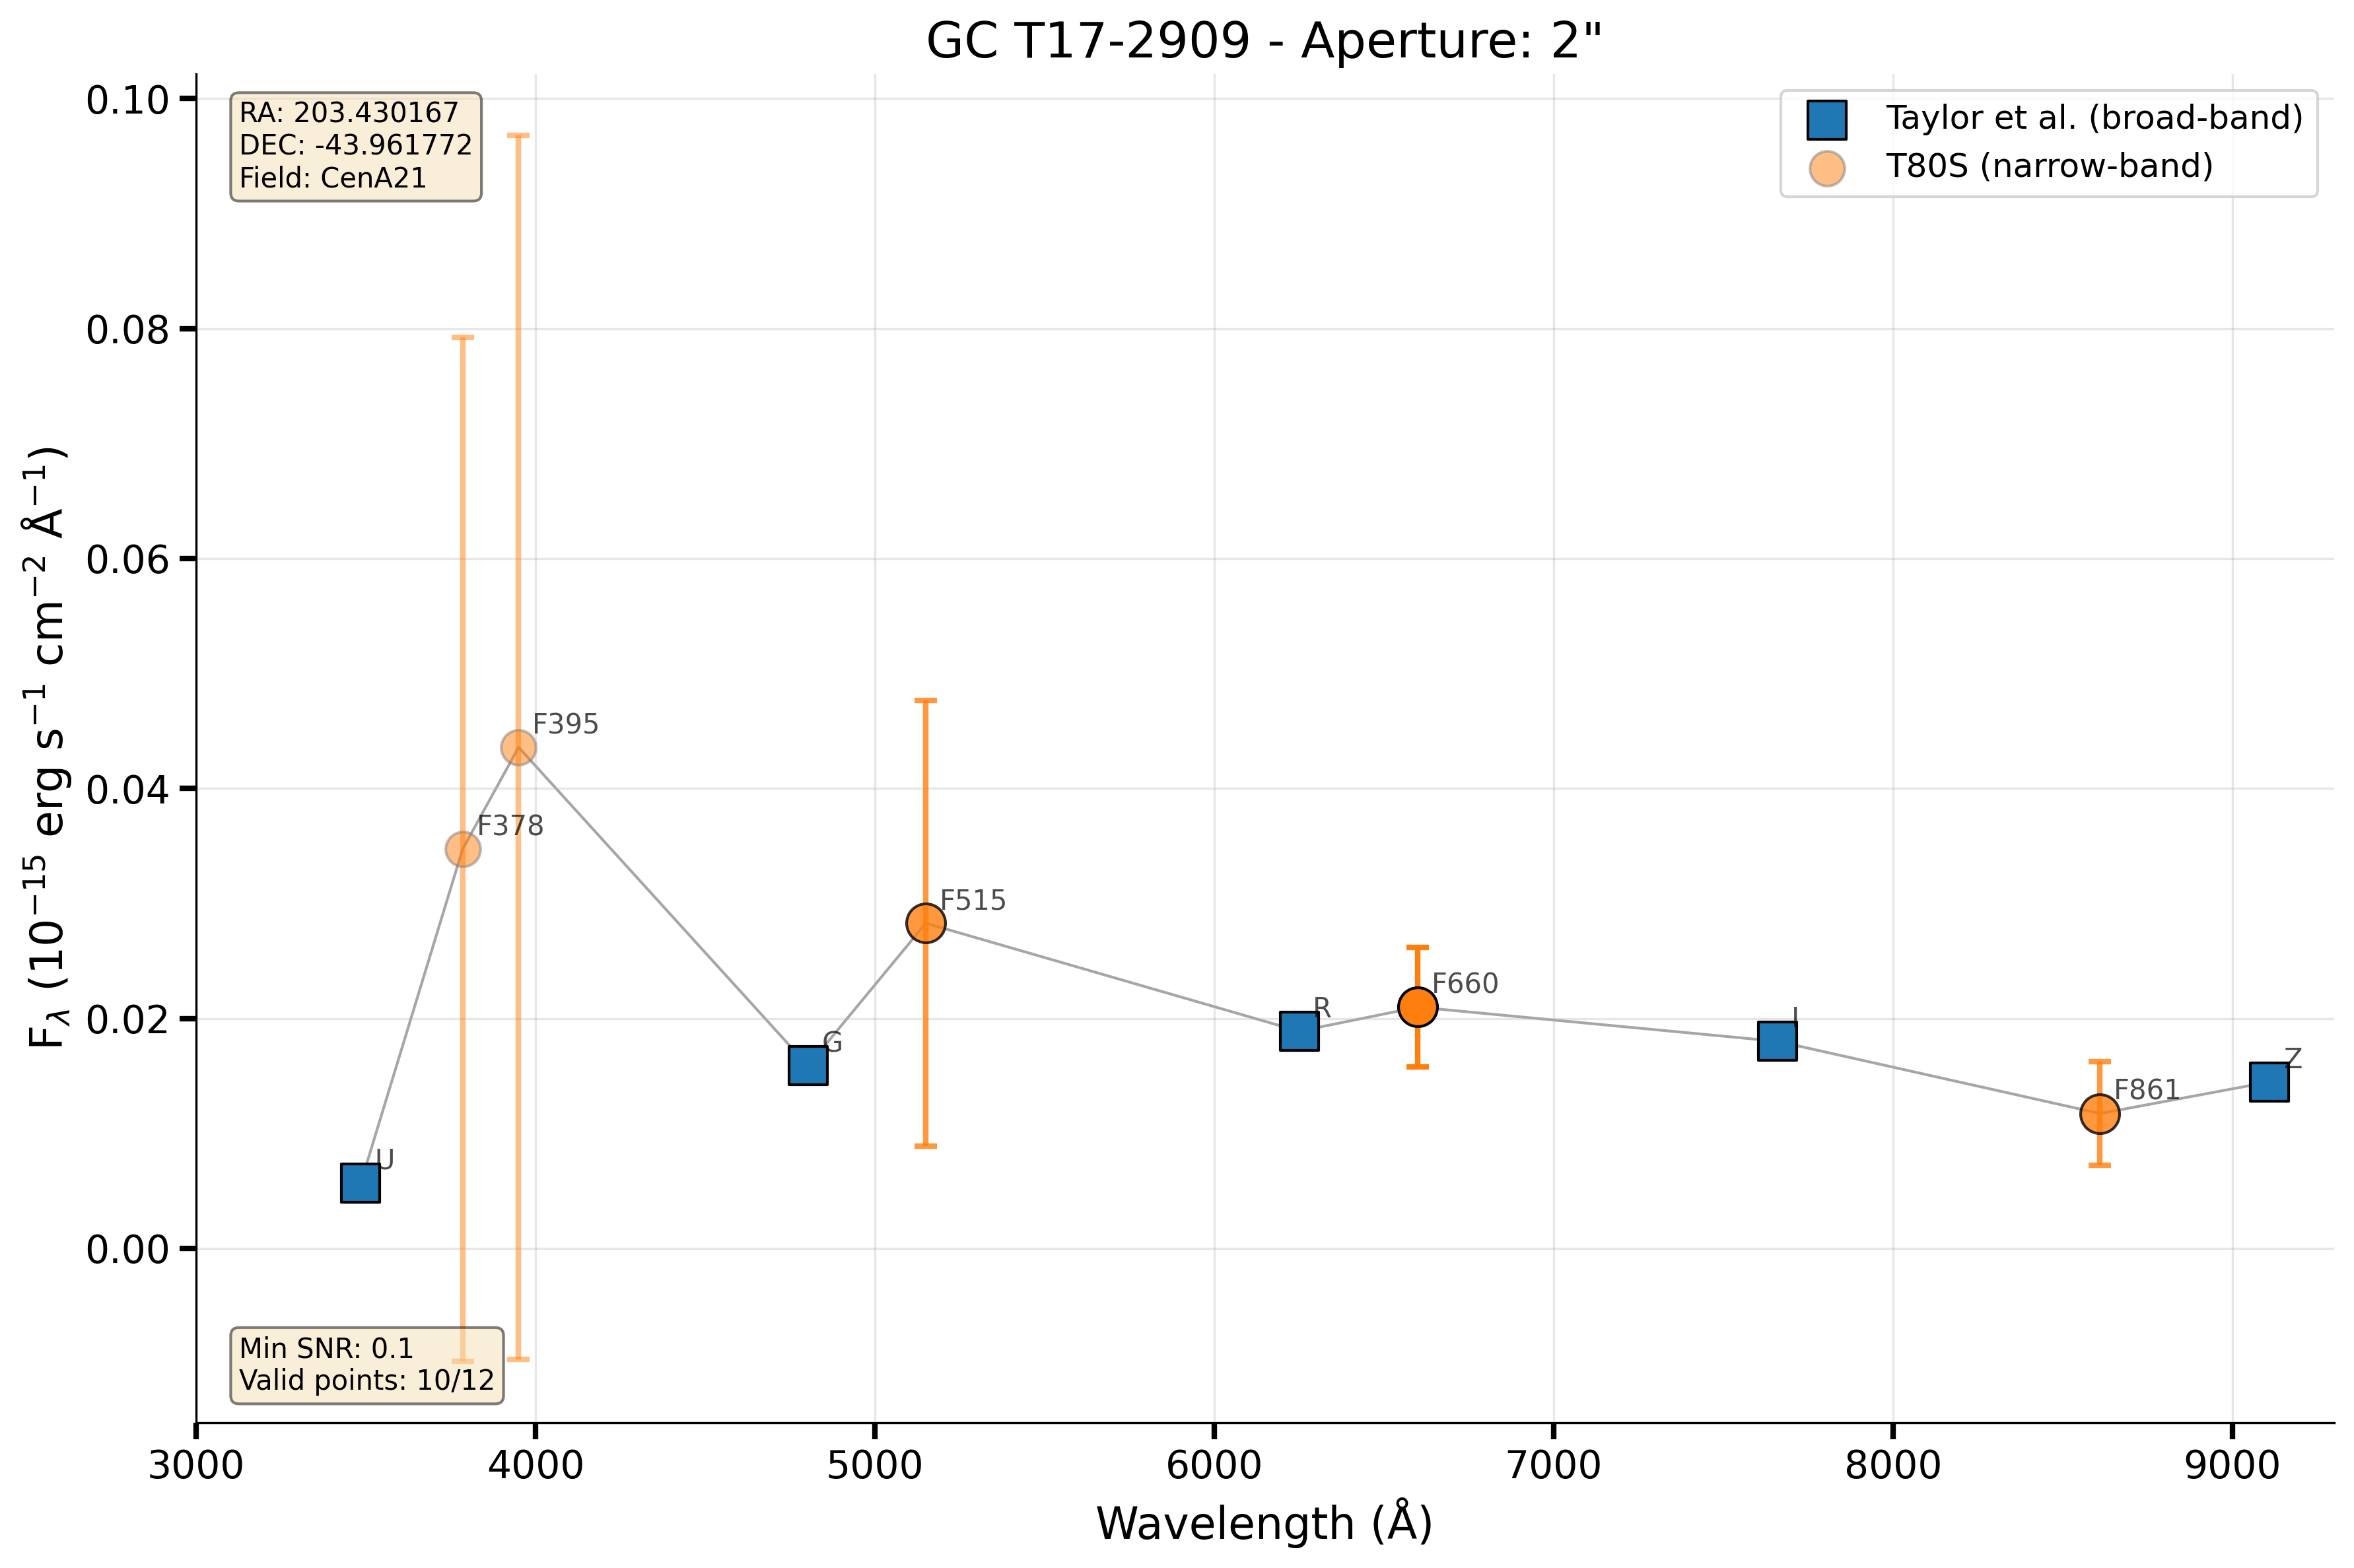 GC T17-2909 - Aperture: 2"
RA: 203.430167
DEC: -43.961772
Field: CenA21
Taylor et al. (broad-band)
T80S (narrow-band)
0.10
0.08
0.06
0.04
0.02
0.00
F$_{λ}$ (10$^{−15}$ erg s$^{−1}$ cm$^{−2}$ Å$^{−1}$)
F395
F378
F515
F660
R
I
G
Z
F861
U
Min SNR: 0.1
Valid points: 10/12
3000 4000 5000 6000 7000 8000 9000
Wavelength (Å)